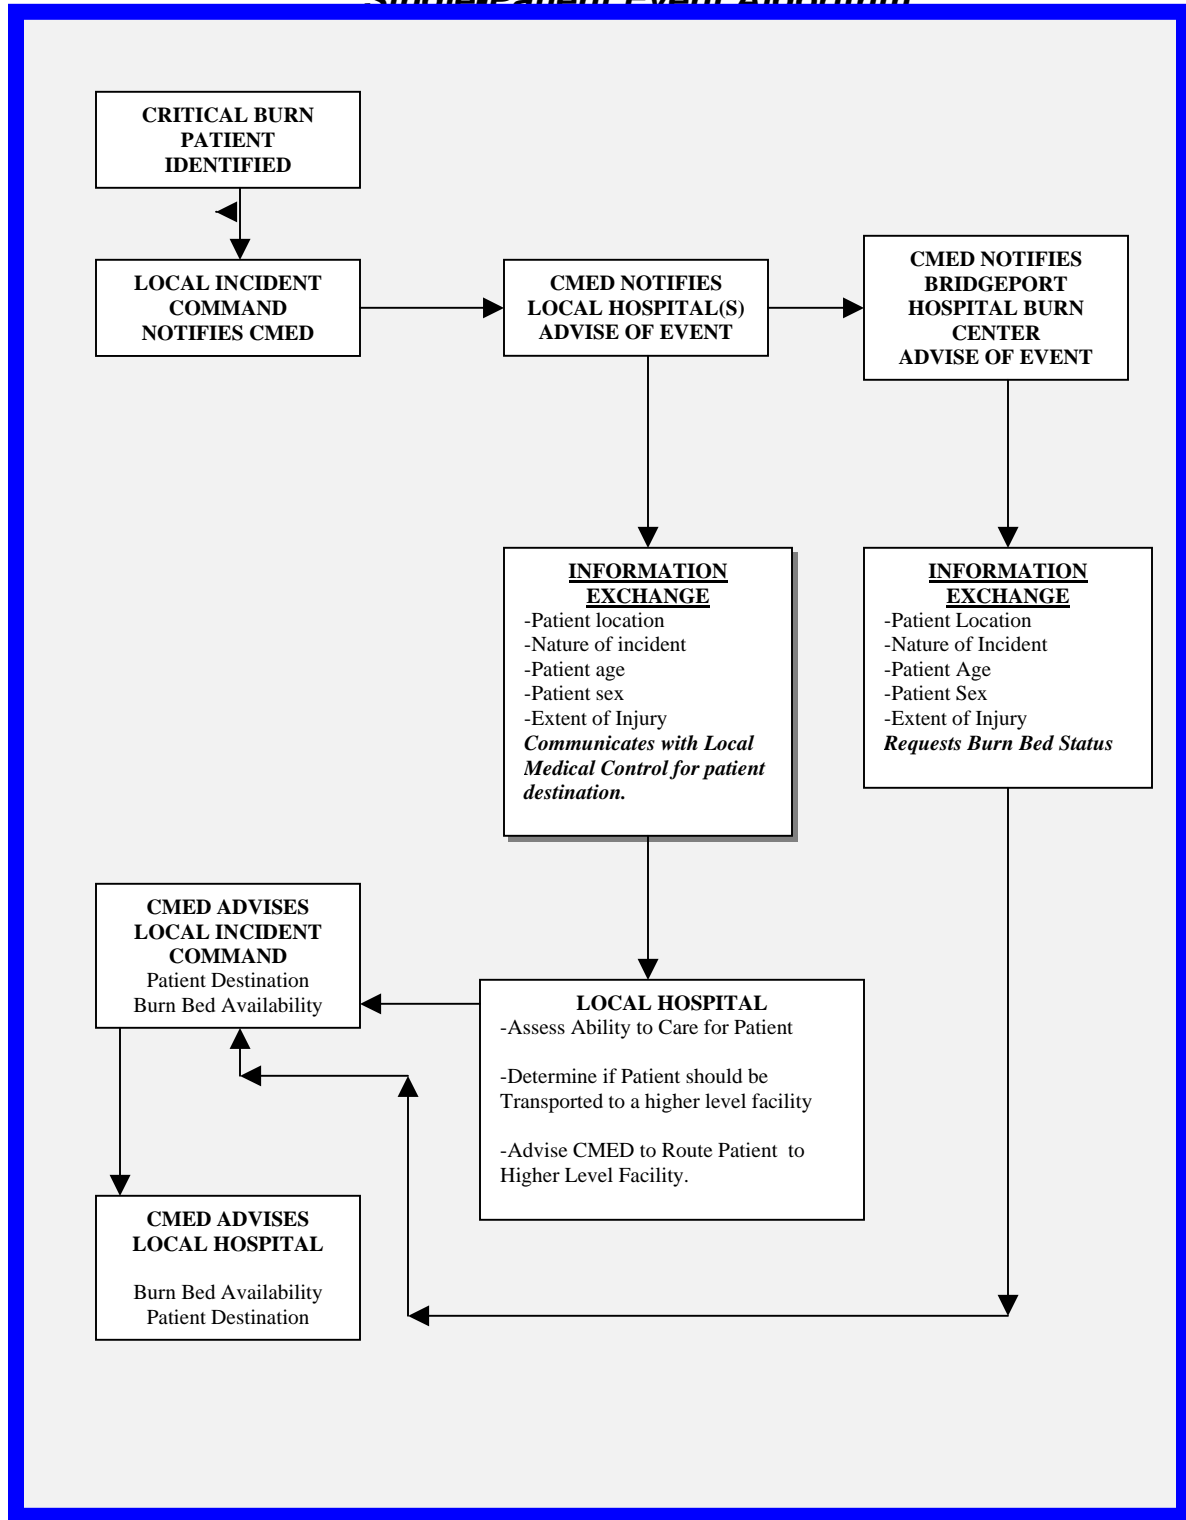 Single Patient Event Algorithm
CRITICAL BURN
PATIENT
IDENTIFIED
LOCAL INCIDENT
COMMAND
NOTIFIES CMED
CMED NOTIFIES
LOCAL HOSPITAL(S)
ADVISE OF EVENT
CMED NOTIFIES
BRIDGEPORT
HOSPITAL BURN
CENTER
ADVISE OF EVENT
INFORMATION
EXCHANGE
-Patient location
-Nature of incident
-Patient age
-Patient sex
-Extent of Injury
Communicates with Local
Medical Control for patient
destination.
INFORMATION
EXCHANGE
-Patient Location
-Nature of Incident
-Patient Age
-Patient Sex
-Extent of Injury
Requests Burn Bed Status
CMED ADVISES
LOCAL INCIDENT
COMMAND
Patient Destination
Burn Bed Availability
LOCAL HOSPITAL
-Assess Ability to Care for Patient
-Determine if Patient should be
Transported to a higher level facility
-Advise CMED to Route Patient to
Higher Level Facility.
CMED ADVISES
LOCAL HOSPITAL
Burn Bed Availability
Patient Destination